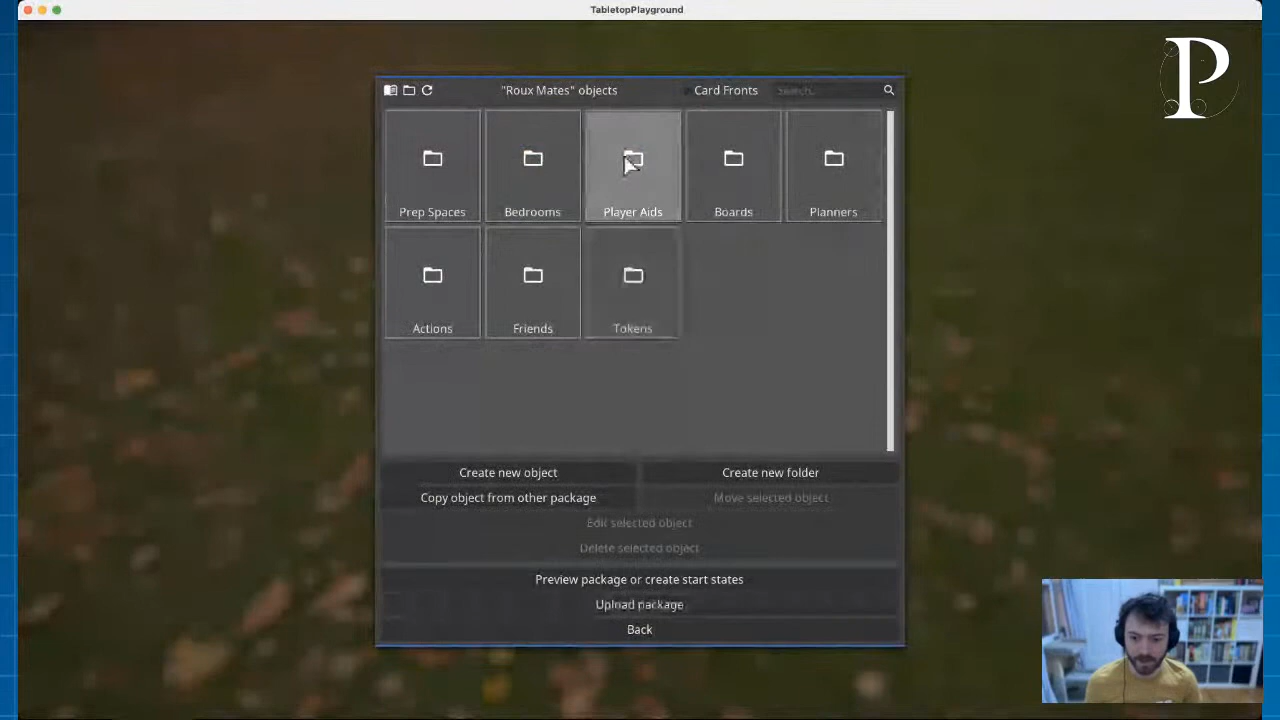 TabletopPlayground
P
"Roux Mates" objects
Card Fronts
Search...
Prep Spaces
Bedrooms
Player Aids
Boards
Planners
Actions
Friends
Tokens
Create new object
Create new folder
Copy object from other package
Move selected object
Edit selected object
Delete selected object
Preview package or create start states
Upload package
Back